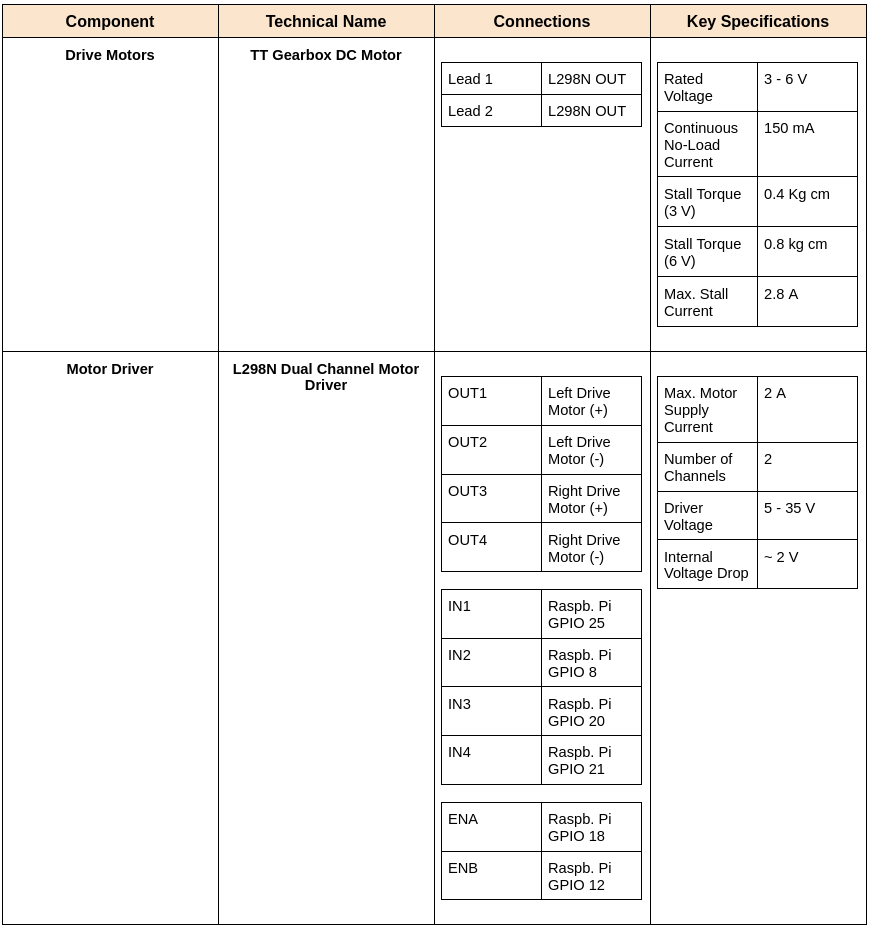 Component Technical Name Connections Key Specifications
Drive Motors TT Gearbox DC Motor
Lead 1 L298N OUT
Lead 2 L298N OUT
Rated
Voltage
3 - 6 V
Continuous
No-Load
Current
150 mA
Stall Torque
(3 V)
0.4 Kg cm
Stall Torque
(6 V)
0.8 kg cm
Max. Stall
Current
2.8 A
Motor Driver
L298N Dual Channel Motor
Driver
OUT1
Left Drive
Motor (+)
OUT2
Left Drive
Motor (-)
OUT3
Right Drive
Motor (+)
OUT4
Right Drive
Motor (-)
IN1
Raspb. Pi
GPIO 25
IN2
Raspb. Pi
GPIO 8
IN3
Raspb. Pi
GPIO 20
IN4
Raspb. Pi
GPIO 21
ENA
Raspb. Pi
GPIO 18
ENB
Raspb. Pi
GPIO 12
Max. Motor
Supply
Current
2 A
Number of
Channels
2
Driver
Voltage
5 - 35 V
Internal
Voltage Drop
~ 2 V